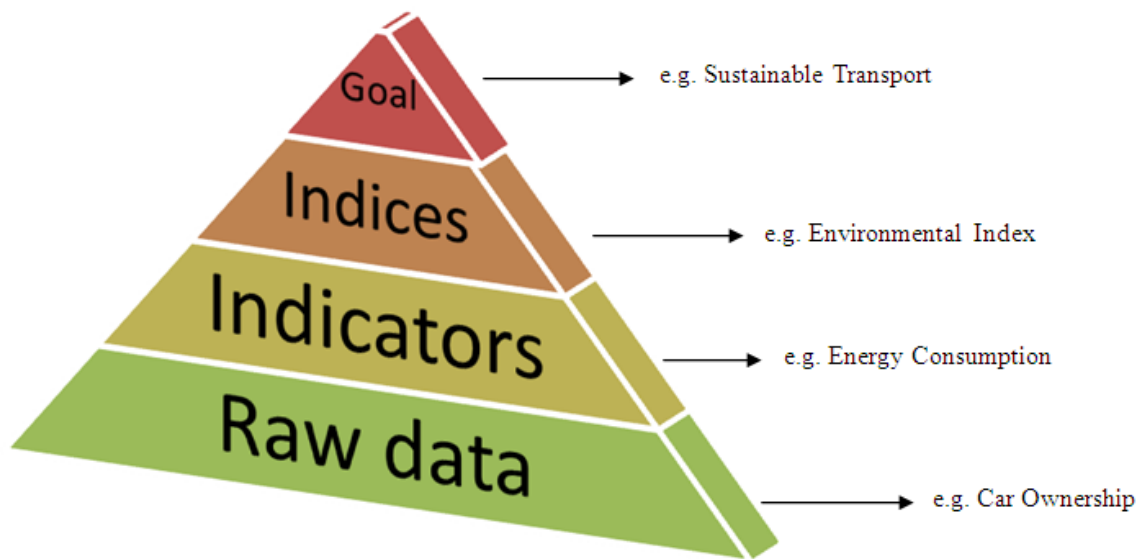 Goal
e.g. Sustainable Transport
Indices
e.g. Environmental Index
Indicators
e.g. Energy Consumption
Raw data
e.g. Car Ownership